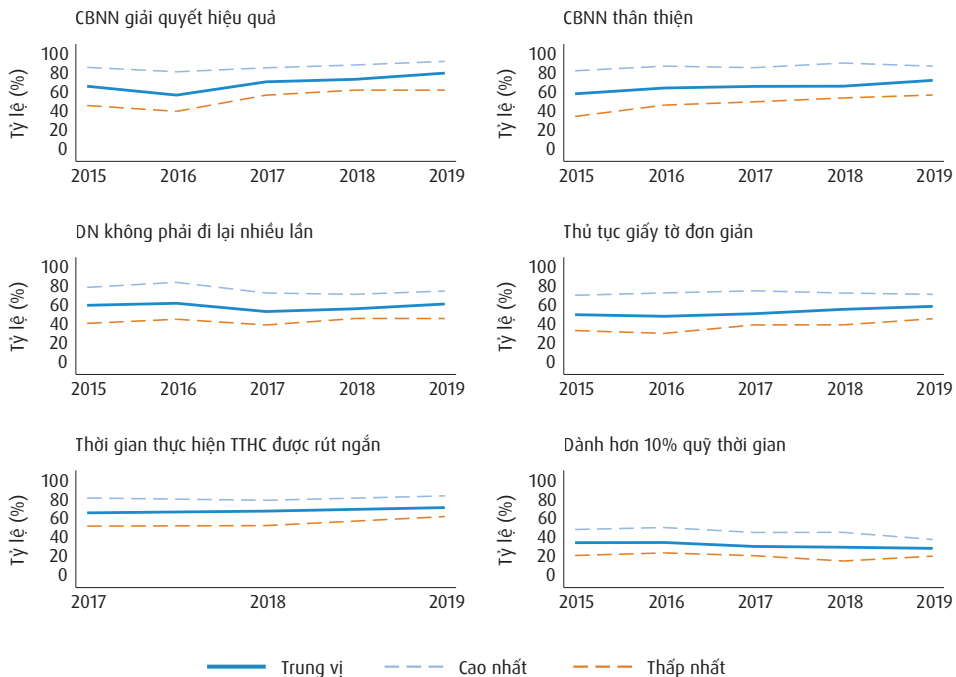 CBNN giải quyết hiệu quả
Tỷ lệ (%)
100
80
60
40
20
0
2015 2016 2017 2018 2019
CBNN thân thiện
Tỷ lệ (%)
100
80
60
40
20
0
2015 2016 2017 2018 2019
DN không phải đi lại nhiều lần
Tỷ lệ (%)
100
80
60
40
20
0
2015 2016 2017 2018 2019
Thủ tục giấy tờ đơn giản
Tỷ lệ (%)
100
80
60
40
20
0
2015 2016 2017 2018 2019
Thời gian thực hiện TTHC được rút ngắn
Tỷ lệ (%)
100
80
60
40
20
0
2017 2018 2019
Dành hơn 10% quỹ thời gian
Tỷ lệ (%)
100
80
60
40
20
0
2015 2016 2017 2018 2019
Trung vị Cao nhất Thấp nhất